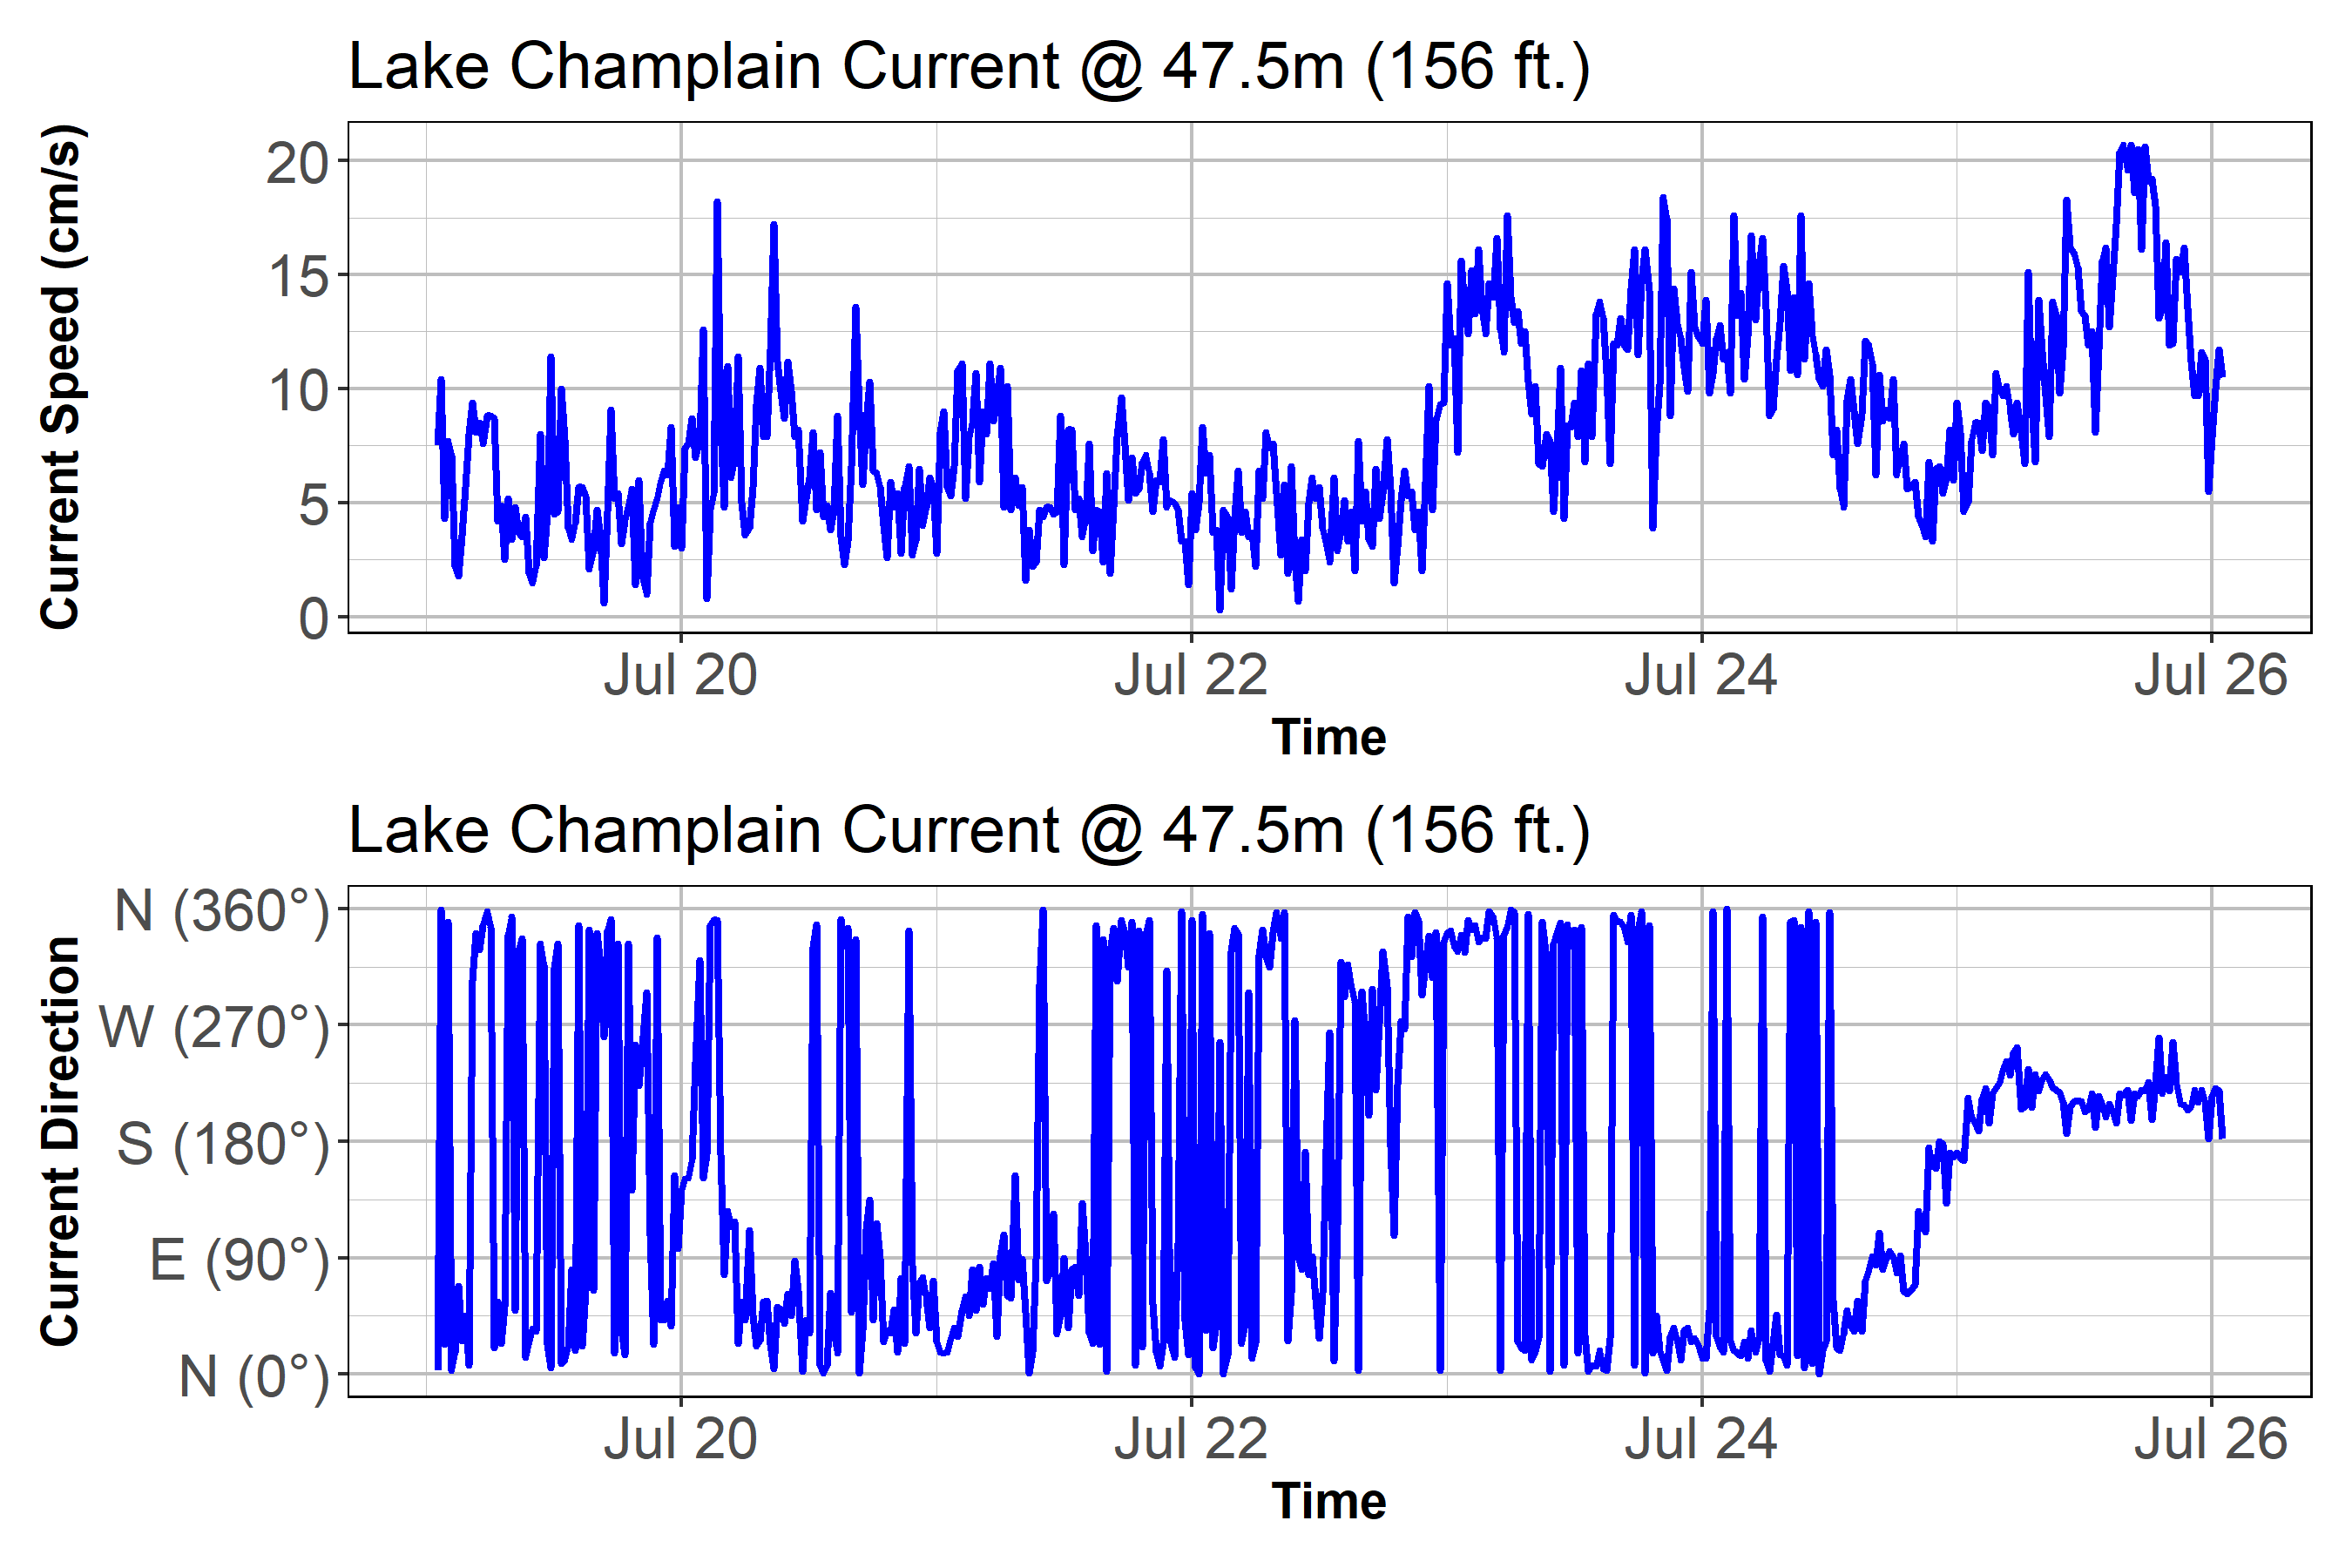 Lake Champlain Current @ 47.5m (156 ft.)
Current Speed (cm/s)
20
15
10
5
0
Jul 20 Jul 22 Jul 24 Jul 26
Time
Lake Champlain Current @ 47.5m (156 ft.)
Current Direction
N (360°)
W (270°)
S (180°)
E (90°)
N (0°)
Jul 20 Jul 22 Jul 24 Jul 26
Time